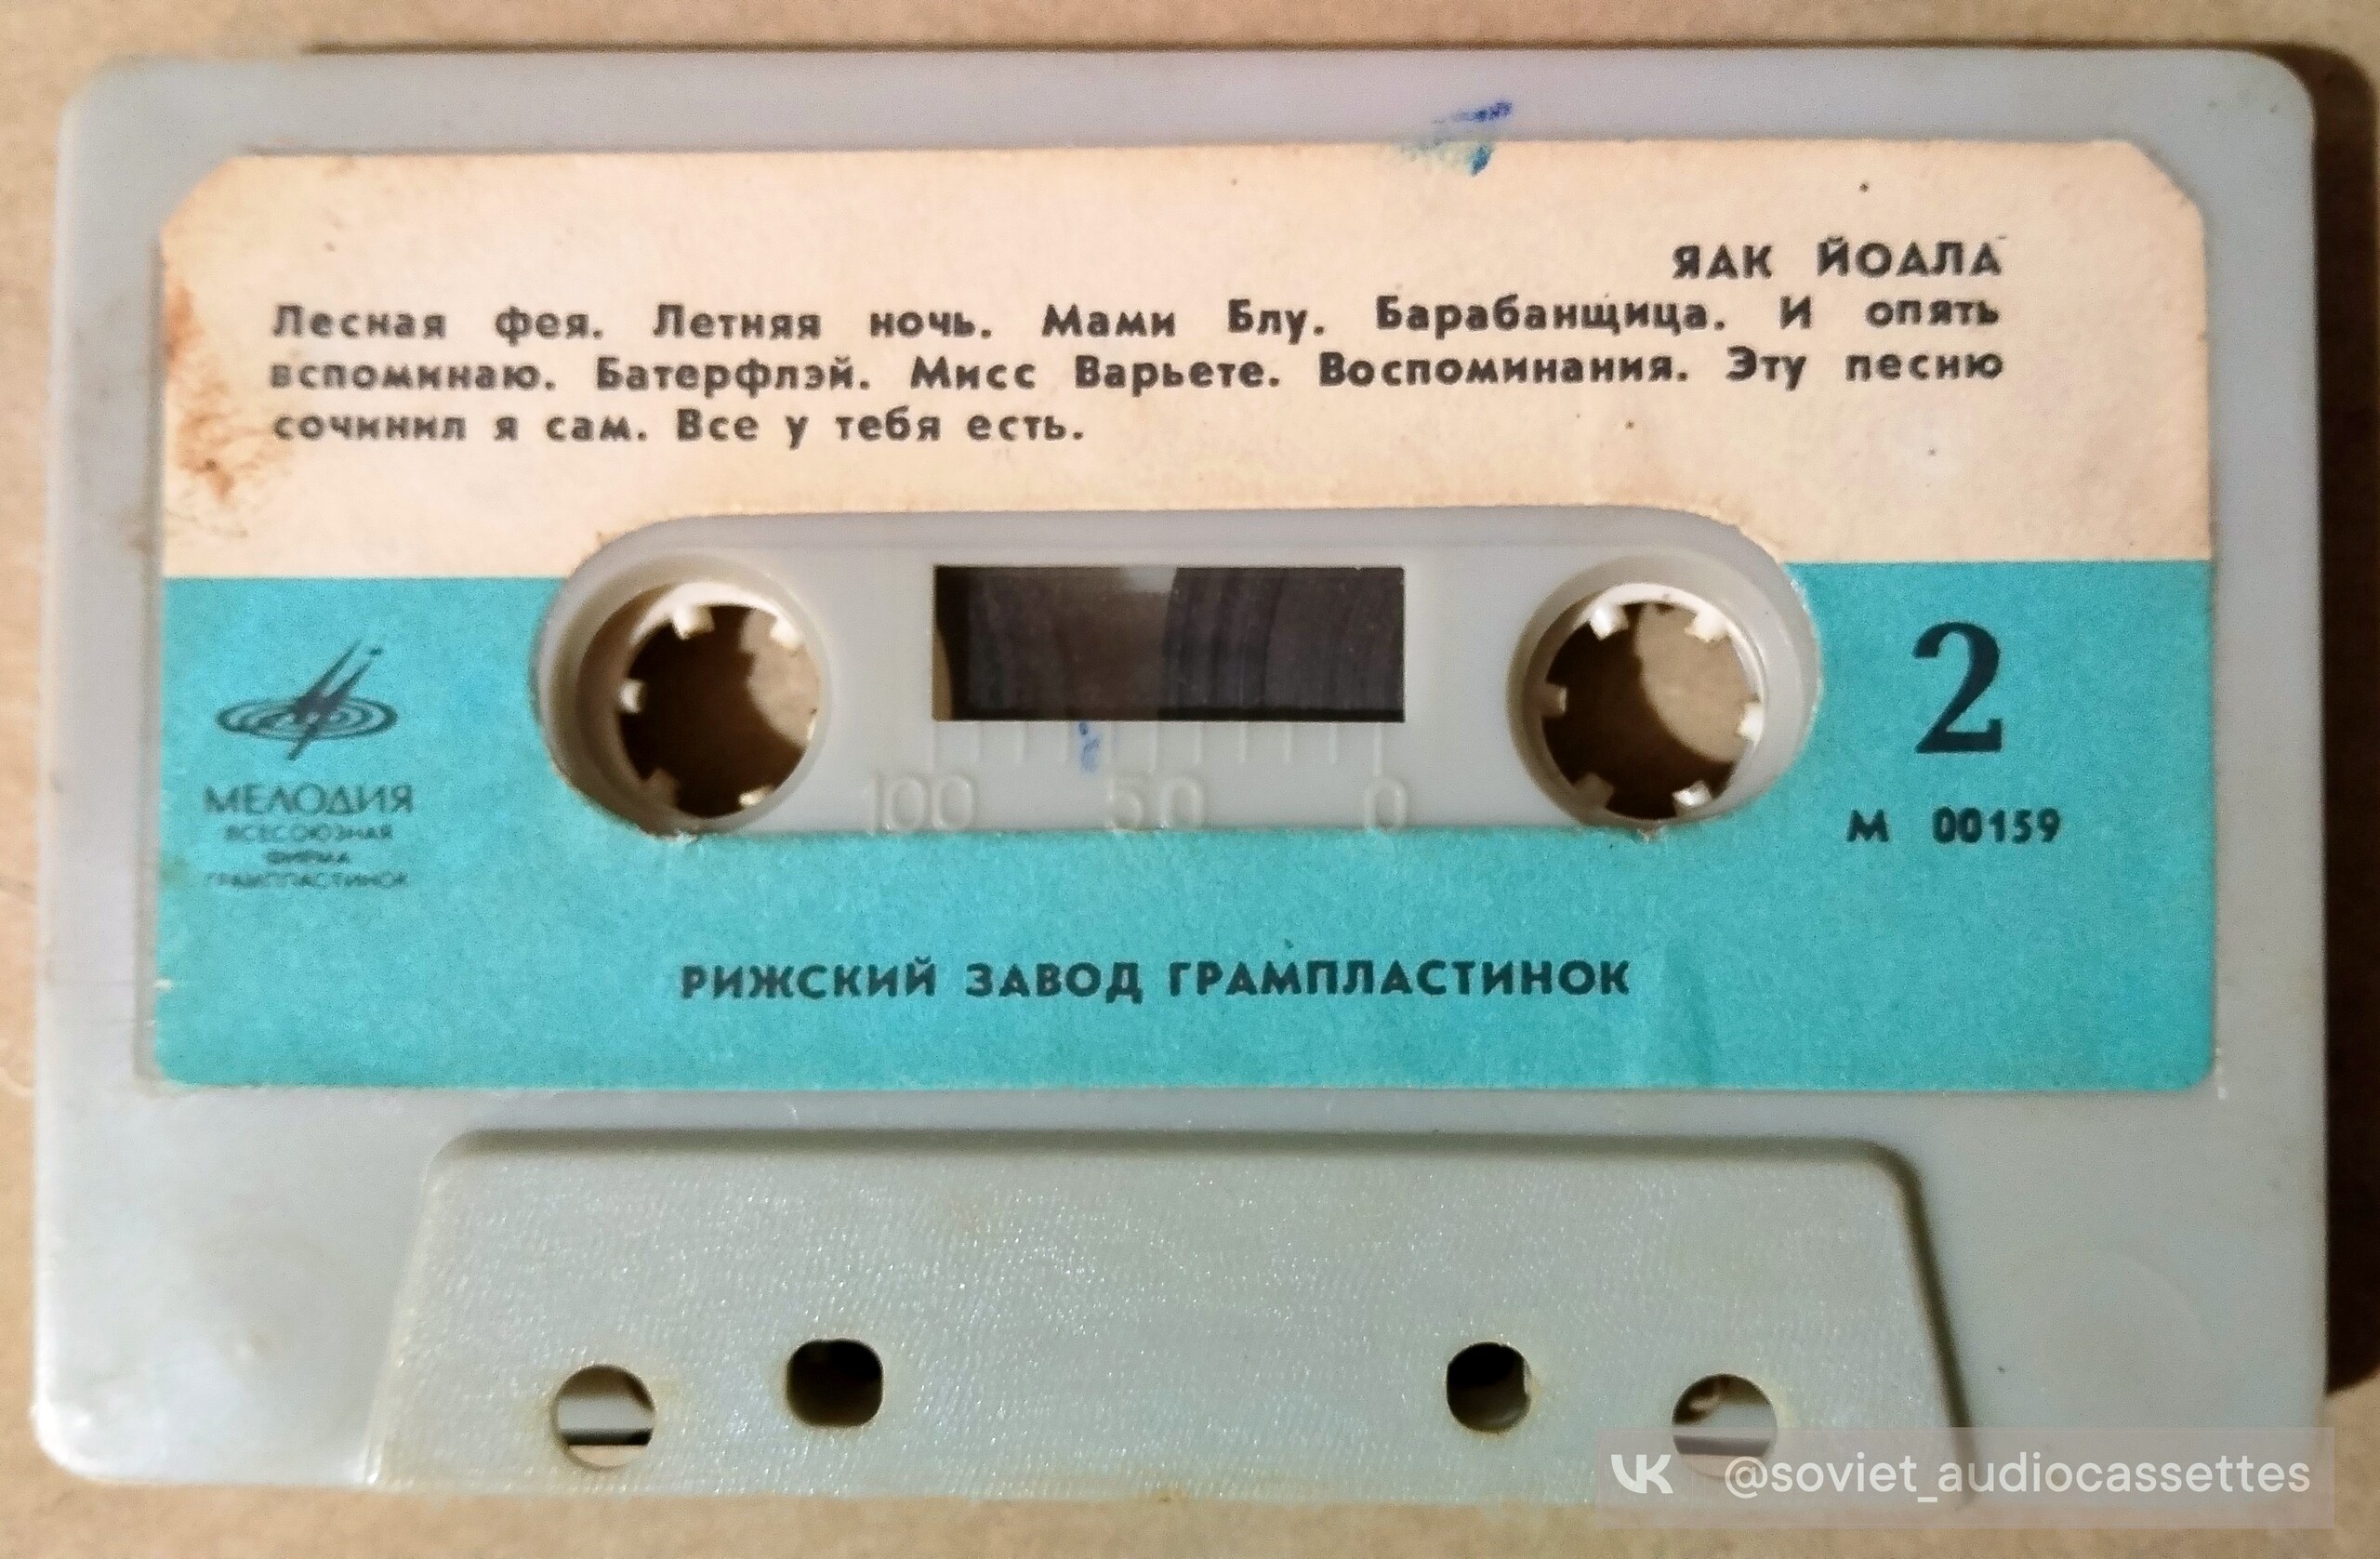 ЯАК ЙОАЛА
Лесная фея. Летняя ночь. Мами Блу. Барабанщица. И опять
вспоминаю. Батерфлэй. Мисс Варьете. Воспоминания. Эту песню
сочинил я сам. Все у тебя есть.
МЕЛОДИЯ
ВСЕСОЮЗНАЯ
ФИРМА
ГРАМПЛАСТИНОК
100 50 0
2
М 00159
РИЖСКИЙ ЗАВОД ГРАМПЛАСТИНОК
VK @soviet_audiocassettes